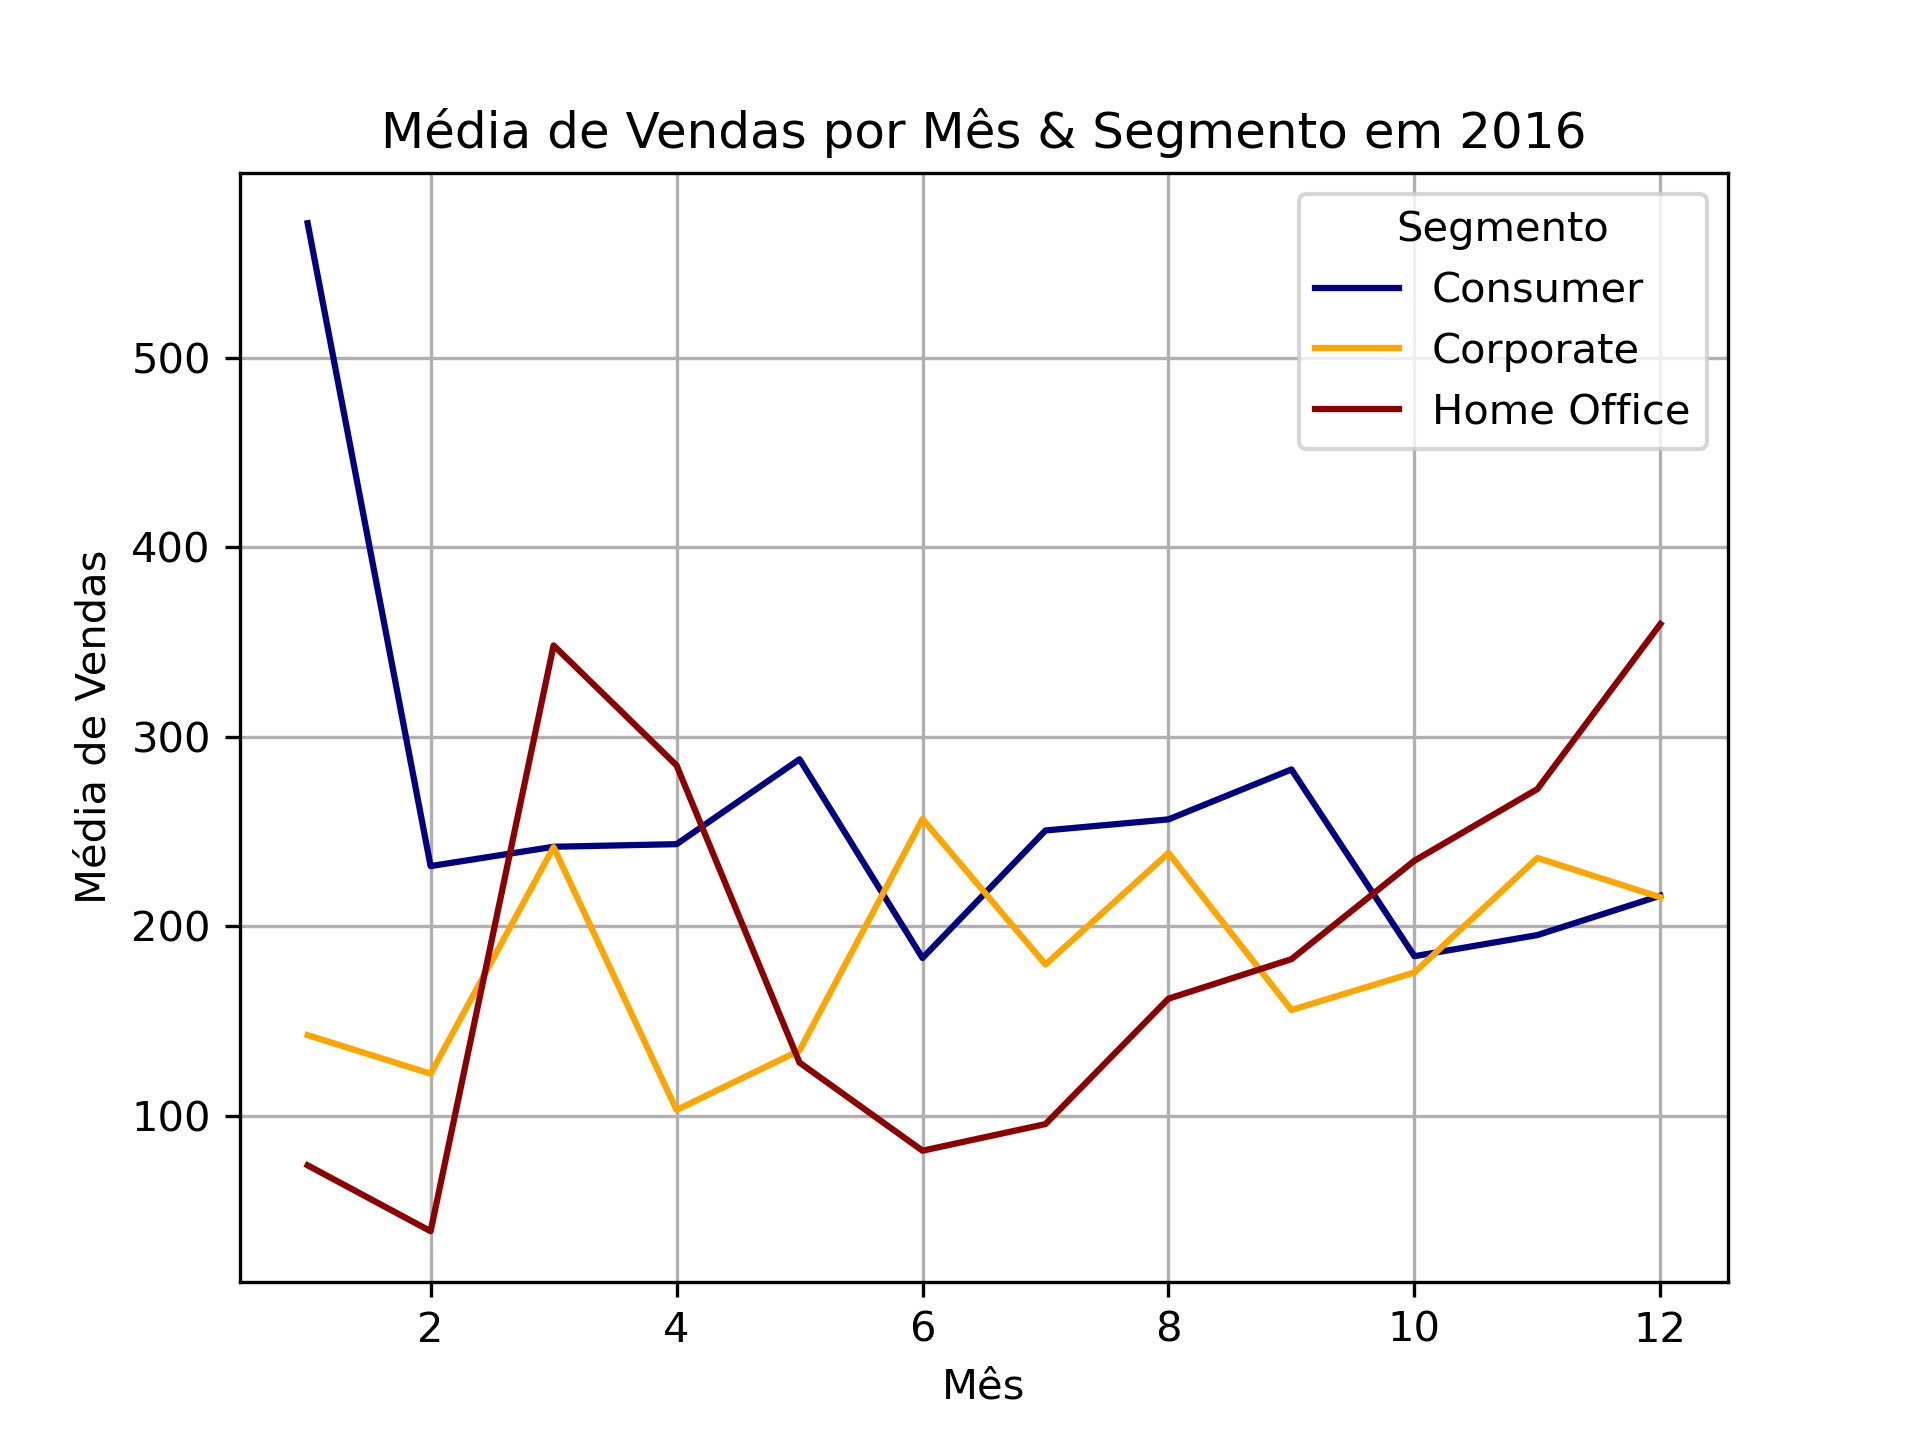 Média de Vendas por Mês & Segmento em 2016
Segmento
Consumer
Corporate
Home Office
Média de Vendas
500
400
300
200
100
2 4 6 8 10 12
Mês